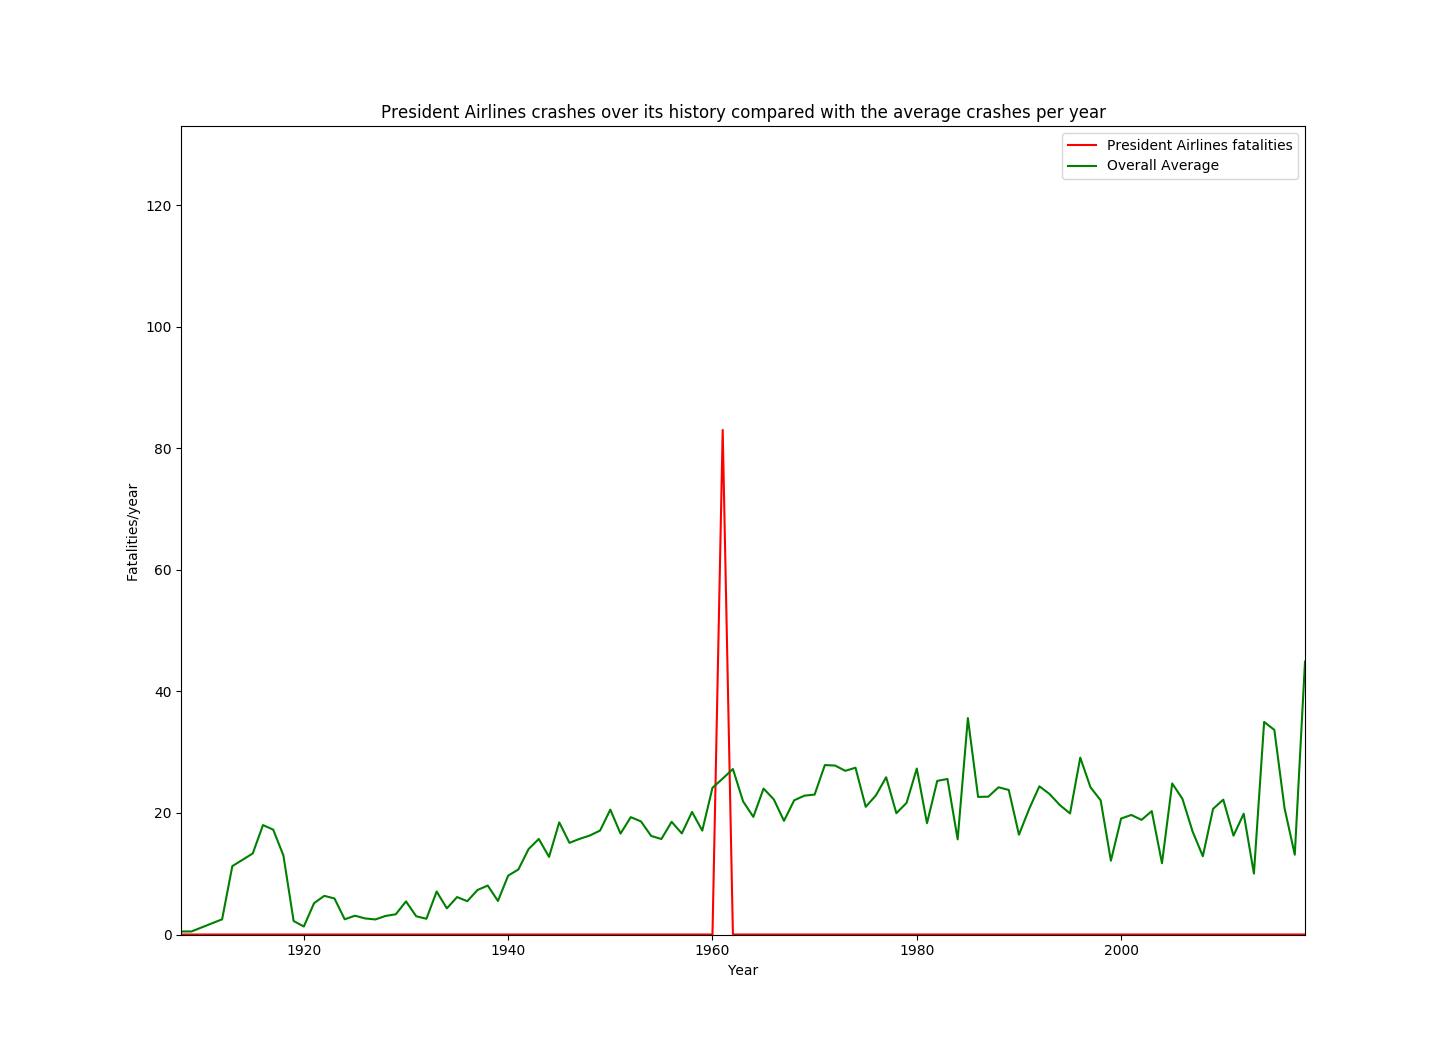 President Airlines crashes over its history compared with the average crashes per year
President Airlines fatalities
Overall Average
120
100
80
60
40
20
0
Fatalities/year
1920 1940 1960 1980 2000
Year